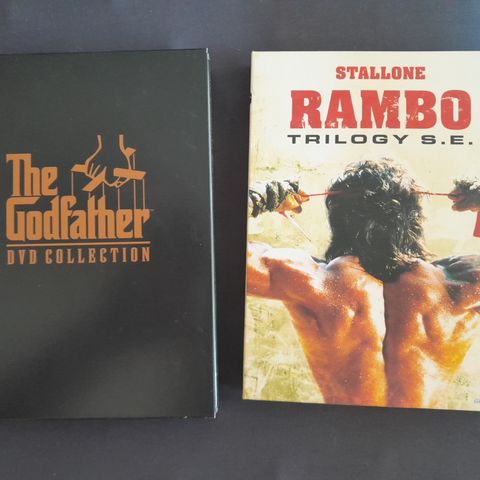 The
Godfather
DVD COLLECTION
STALLONE
RAMBO
TRILOGY S.E.